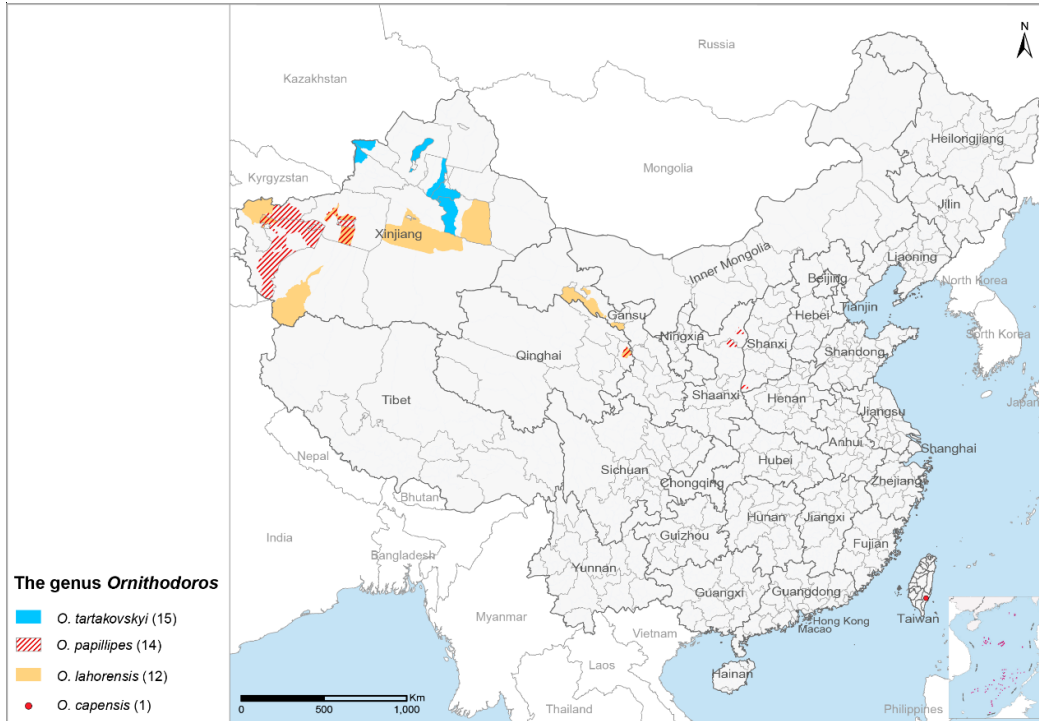 N
Russia
Kazakhstan
Heilongjiang
Mongolia
Kyrgyzstan
Jilin
Xinjiang
Inner Mongolia
Liaoning
Beijing
North Korea
Tianjin
Gansu
Hebei
Ningxia
Shanxi
South Korea
Qinghai
Shandong
Shaanxi
Henan
Japan
Tibet
Jiangsu
Anhui
Shanghai
Nepal
Sichuan
Hubei
Chongqing
Zhejiang
Bhutan
Hunan
Jiangxi
India
Guizhou
Fujian
Bangladesh
Yunnan
Guangxi
Guangdong
Myanmar
Taiwan
Hong Kong
Macao
Vietnam
Laos
Hainan
Thailand
Philippines
The genus Ornithodoros
O. tartakovskyi (15)
O. papillipes (14)
O. lahorensis (12)
O. capensis (1)
Km
0 500 1,000